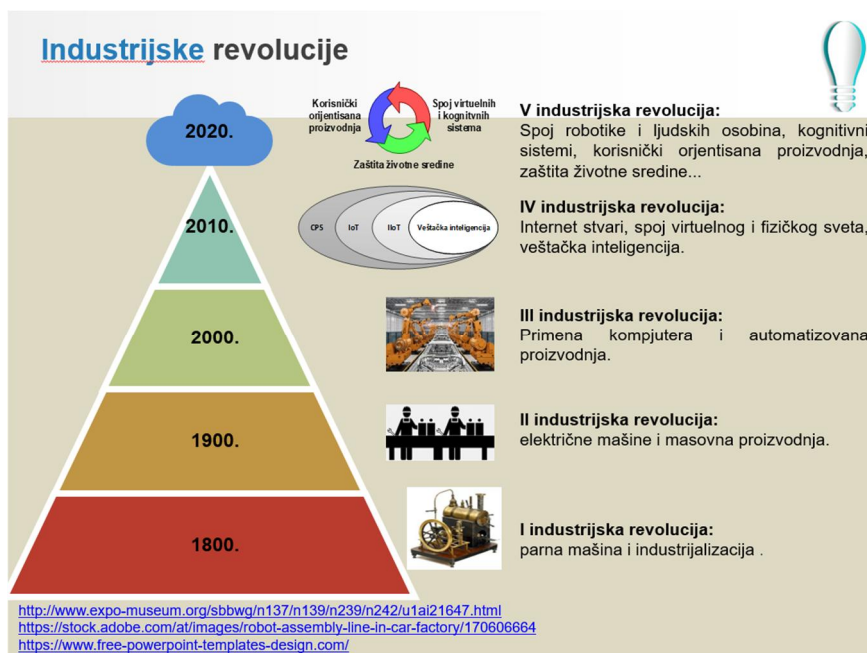 Industrijske revolucije
2020.
2010.
2000.
1900.
1800.
Korisnički
orijentisana
proizvodnja
Spoj virtuelnih
i kognitvnih
sistema
Zaštita životne sredine
CPS
IoT
IIoT
Veštačka inteligencija
V industrijska revolucija:
Spoj robotike i ljudskih osobina, kognitivni
sistemi, korisnički orjentisana proizvodnja,
zaštita životne sredine...
IV industrijska revolucija:
Internet stvari, spoj virtuelnog i fizičkog sveta,
veštačka inteligencija.
III industrijska revolucija:
Primena kompjutera i automatizovana
proizvodnja.
II industrijska revolucija:
električne mašine i masovna proizvodnja.
I industrijska revolucija:
parna mašina i industrijalizacija .
http://www.expo-museum.org/sbbwg/n137/n139/n239/n242/u1ai21647.html
https://stock.adobe.com/at/images/robot-assembly-line-in-car-factory/170606664
https://www.free-powerpoint-templates-design.com/